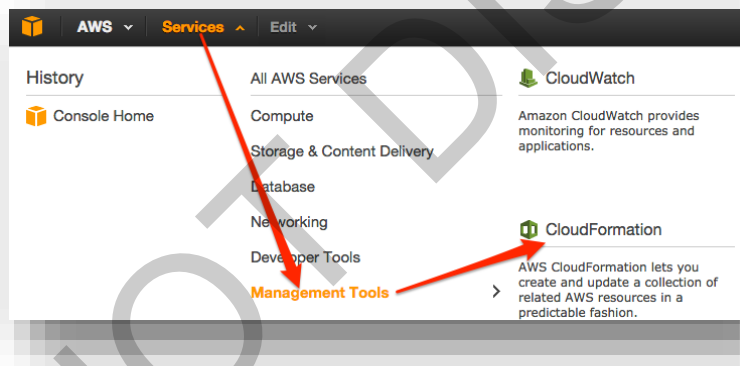 AWS Services Edit
History
Console Home
All AWS Services
Compute
Storage & Content Delivery
Database
Networking
Developer Tools
Management Tools
CloudWatch
Amazon CloudWatch provides
monitoring for resources and
applications.
CloudFormation
AWS CloudFormation lets you
create and update a collection of
related AWS resources in a
predictable fashion.